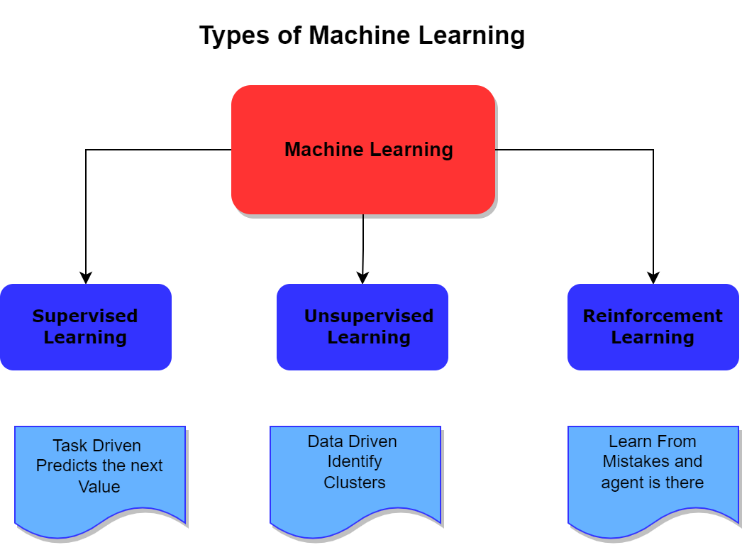 Types of Machine Learning
Machine Learning
Supervised
Learning
Unsupervised
Learning
Reinforcement
Learning
Task Driven
Predicts the next
Value
Data Driven
Identify
Clusters
Learn From
Mistakes and
agent is there